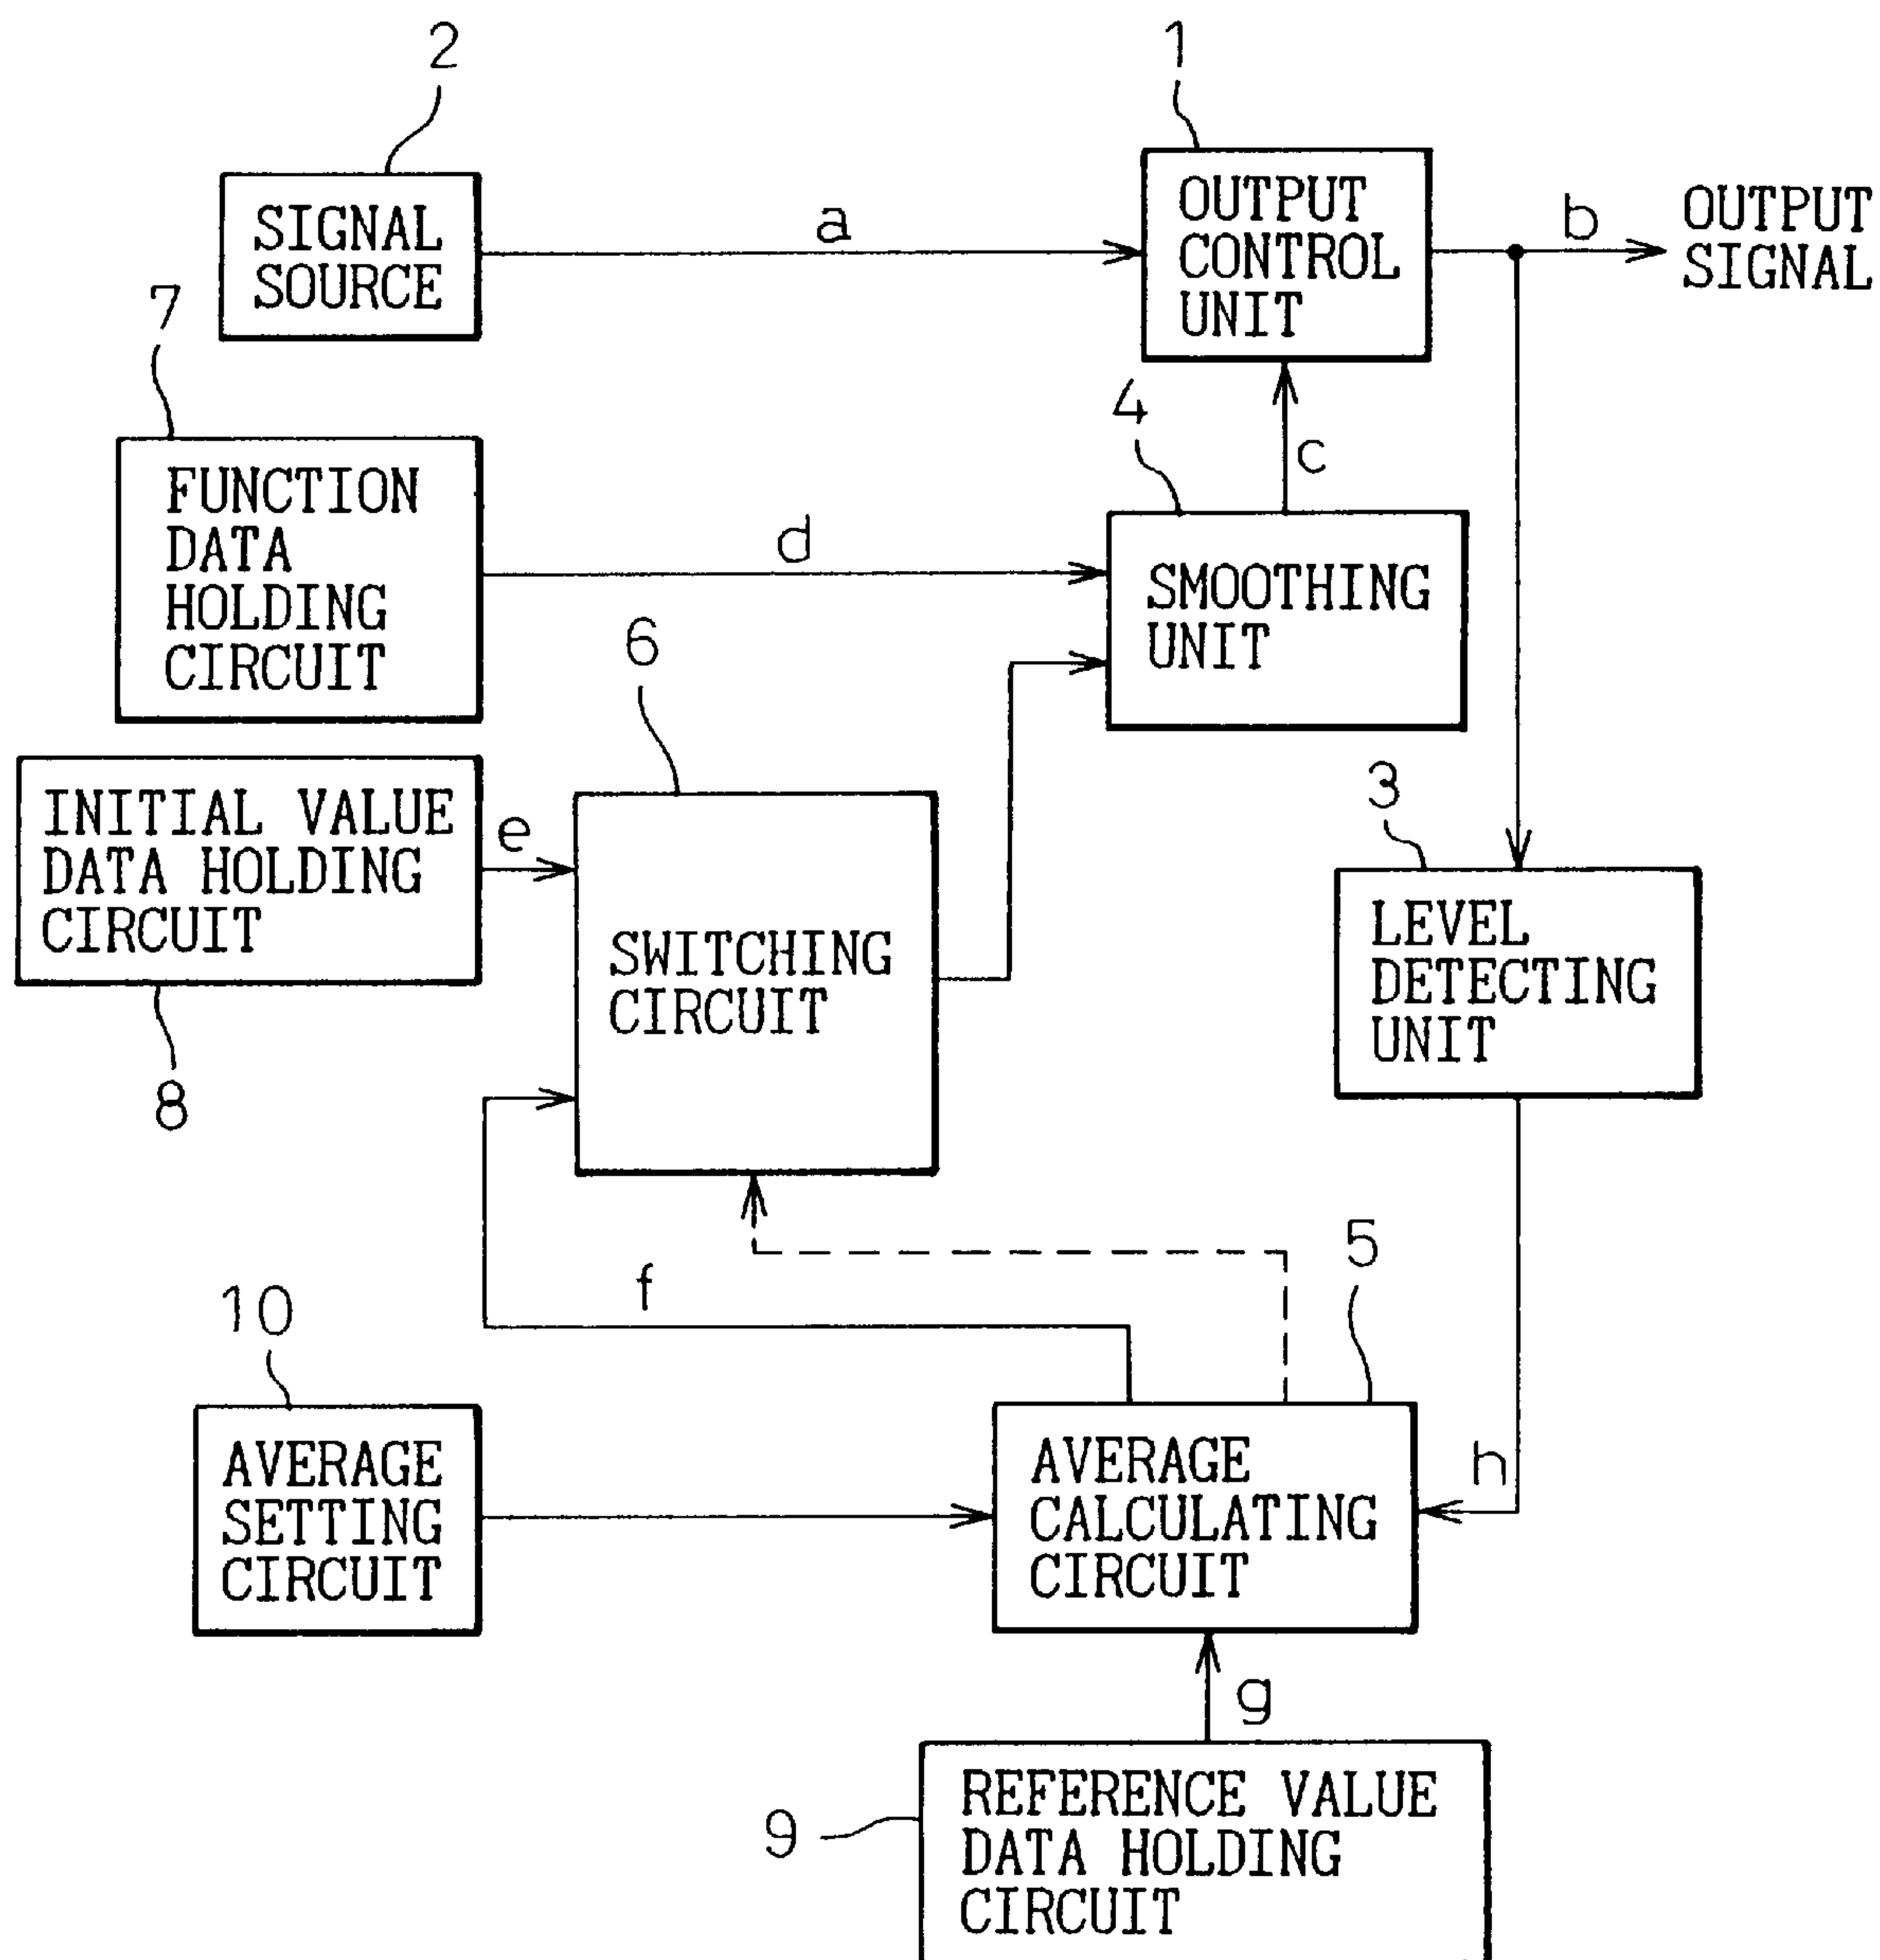 2
1
SIGNAL
SOURCE
a
OUTPUT
CONTROL
UNIT
b
OUTPUT
SIGNAL
7
FUNCTION
DATA
HOLDING
CIRCUIT
d
4
c
SMOOTHING
UNIT
6
INITIAL VALUE
DATA HOLDING
CIRCUIT
e
8
SWITCHING
CIRCUIT
3
LEVEL
DETECTING
UNIT
f
5
10
AVERAGE
SETTING
CIRCUIT
AVERAGE
CALCULATING
CIRCUIT
h
g
9
REFERENCE VALUE
DATA HOLDING
CIRCUIT